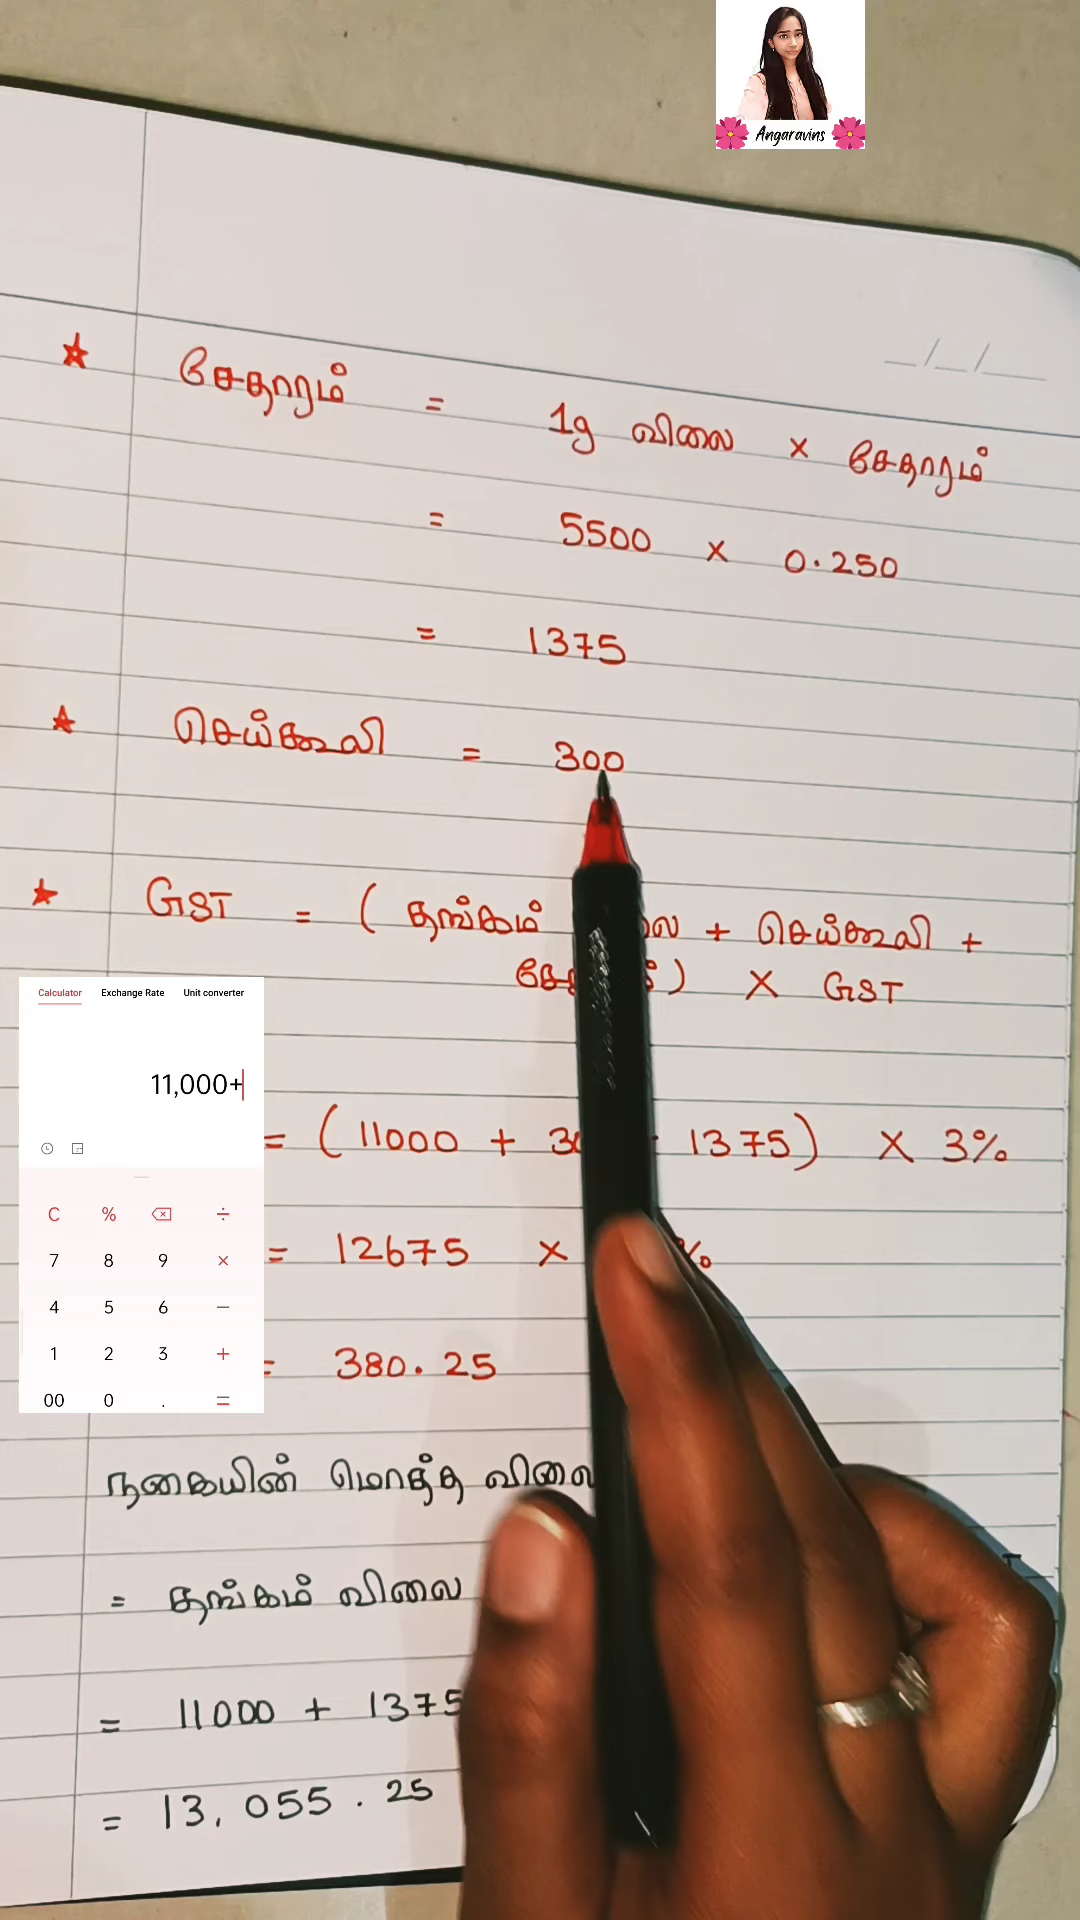 Angaravins
_/_/__
★ சேதாரம் = 1g விலை × சேதாரம்
= 5500 × 0.250
= 1375
★ செய்கூலி = 300
★ GST = ( தங்கம் + செய்கூலி +
) × GST
Calculator Exchange Rate Unit converter
11,000+
= ( 11000 + 1375) × 3%
= 12675 × %
= 380.25
C % ÷
7 8 9 ×
4 5 6 −
1 2 3 +
00 0 . =
நகையின் மொத்த விலை
= தங்கம் விலை
= 11000 + 1375
= 13,055.25